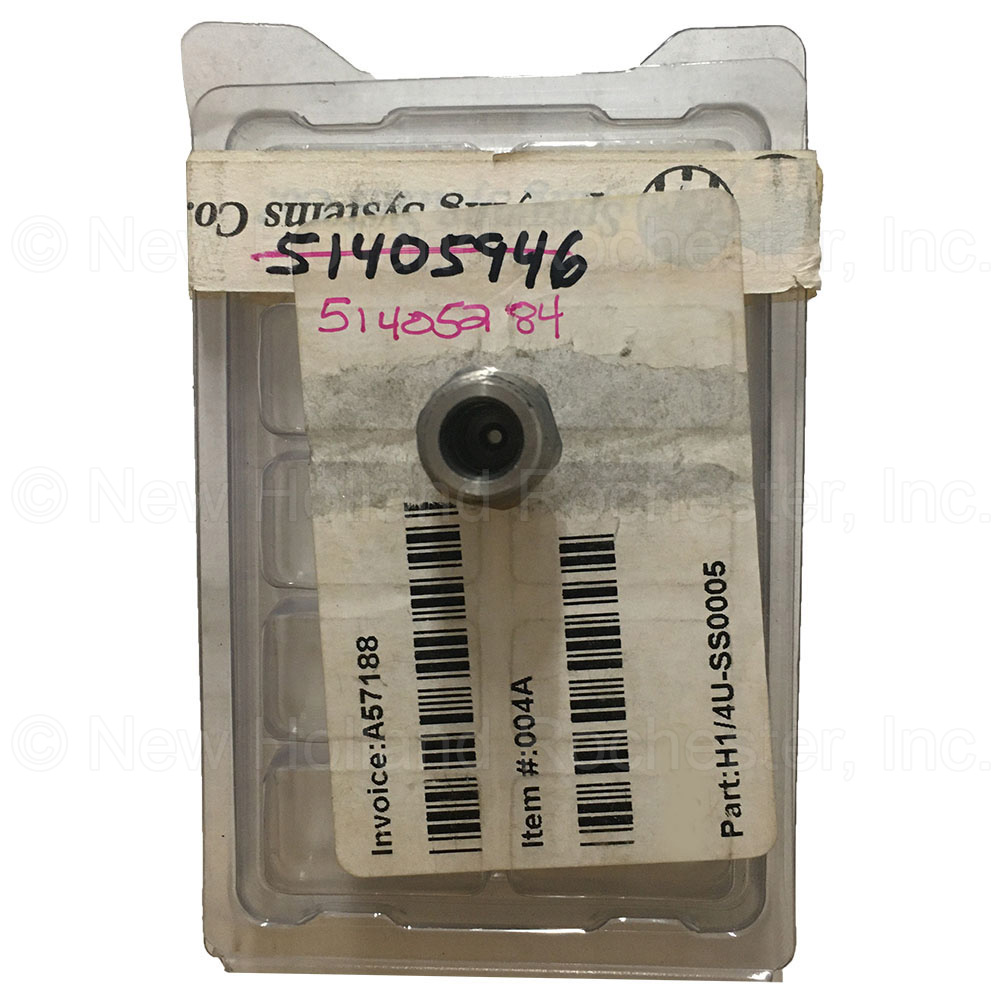 Spraying Systems Co.
51405946
51405284
Invoice:A57188
Item #:004A
Part:H1/4U-SS0005
© New Holland Rochester, Inc.
© New Holland Rochester, Inc.
© New Holland Rochester, Inc.